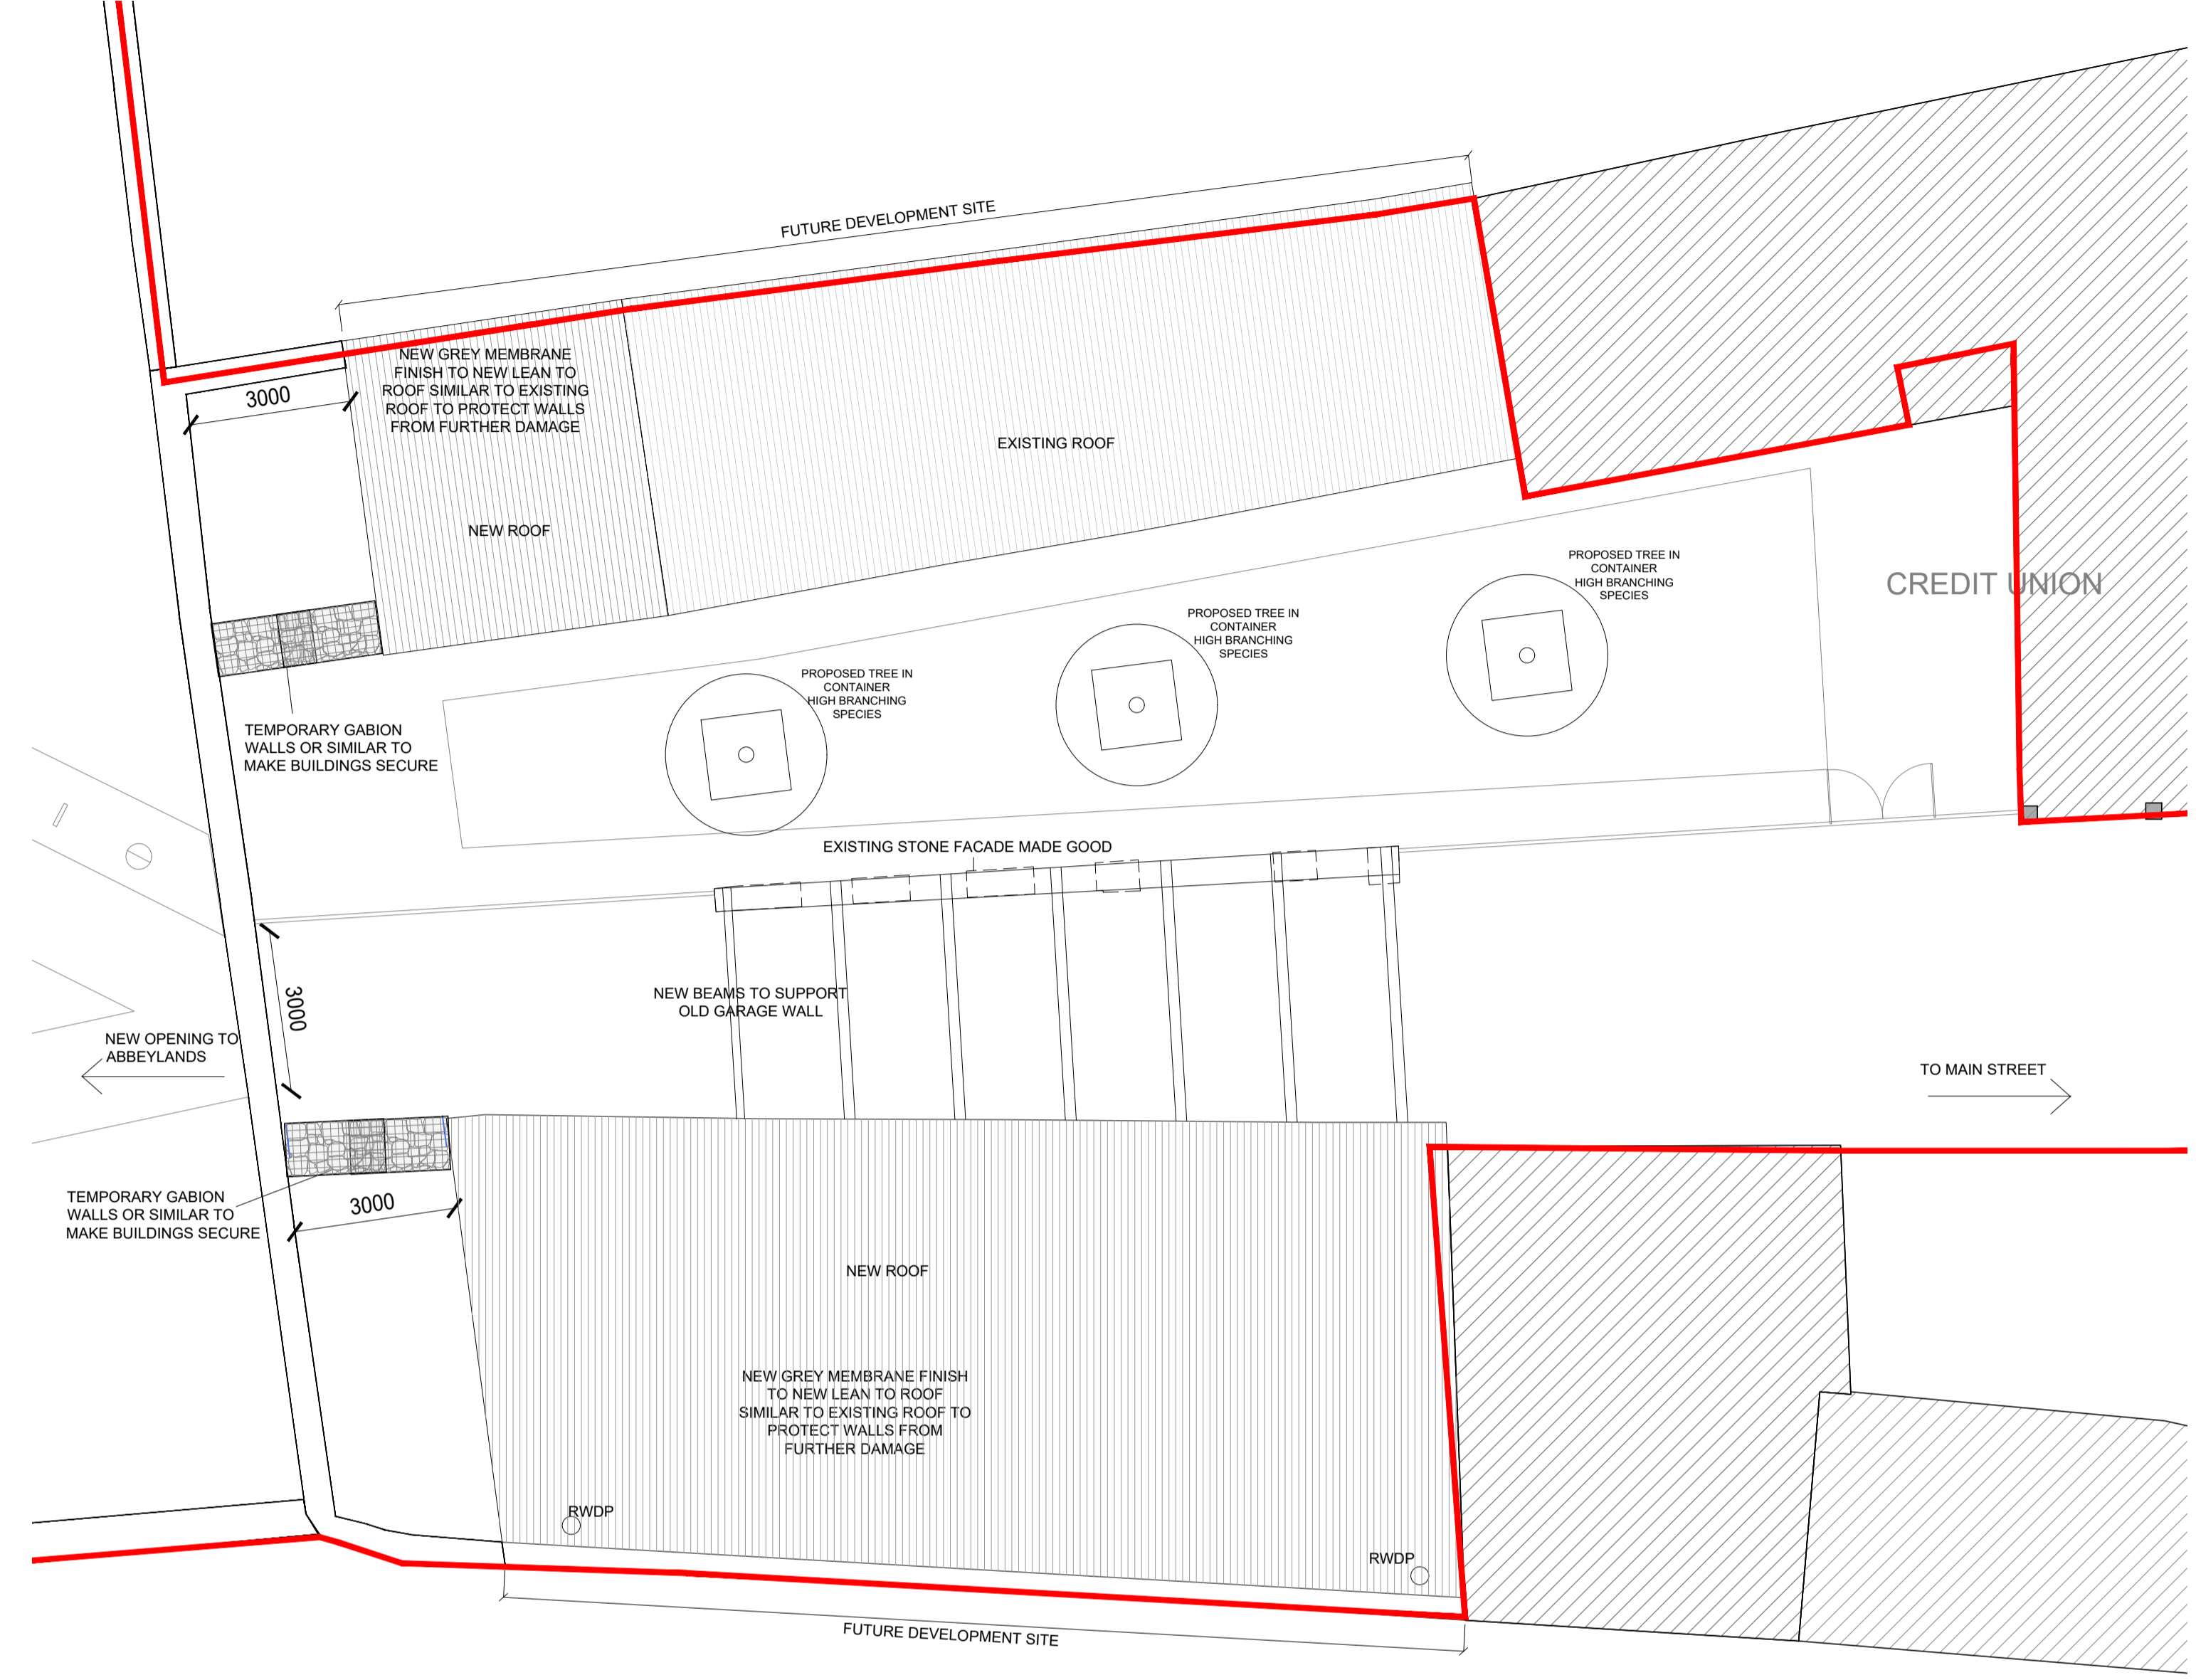 FUTURE DEVELOPMENT SITE
NEW GREY MEMBRANE
FINISH TO NEW LEAN TO
ROOF SIMILAR TO EXISTING
ROOF TO PROTECT WALLS
FROM FURTHER DAMAGE
3000
EXISTING ROOF
NEW ROOF
PROPOSED TREE IN
CONTAINER
HIGH BRANCHING
SPECIES
CREDIT UNION
PROPOSED TREE IN
CONTAINER
HIGH BRANCHING
SPECIES
PROPOSED TREE IN
CONTAINER
HIGH BRANCHING
SPECIES
TEMPORARY GABION
WALLS OR SIMILAR TO
MAKE BUILDINGS SECURE
EXISTING STONE FACADE MADE GOOD
NEW BEAMS TO SUPPORT
OLD GARAGE WALL
3000
NEW OPENING TO
ABBEYLANDS
TO MAIN STREET
TEMPORARY GABION
WALLS OR SIMILAR TO
MAKE BUILDINGS SECURE
3000
NEW ROOF
NEW GREY MEMBRANE FINISH
TO NEW LEAN TO ROOF
SIMILAR TO EXISTING ROOF TO
PROTECT WALLS FROM
FURTHER DAMAGE
RWDP
RWDP
FUTURE DEVELOPMENT SITE